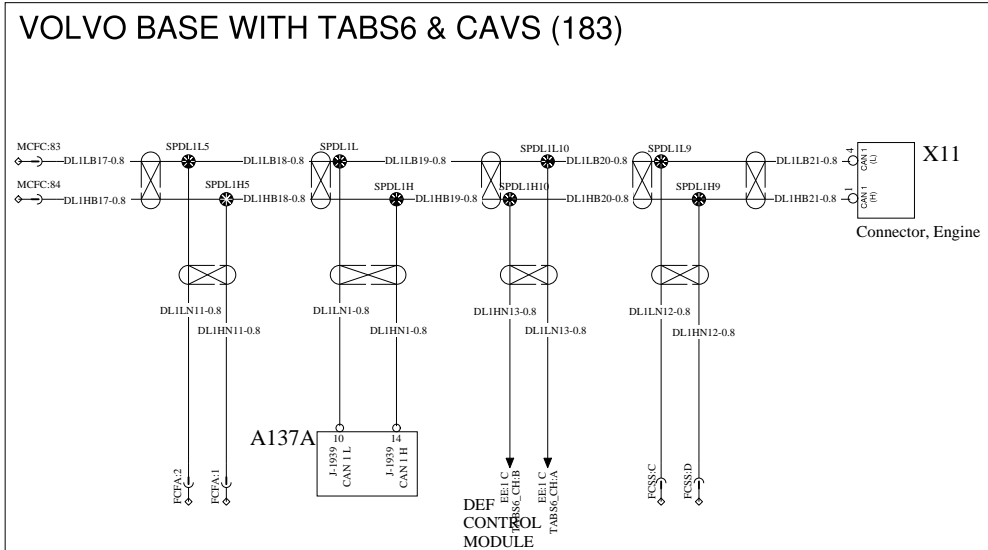 VOLVO BASE WITH TABS6 & CAVS (183)
MCFC:83
DL1LB17-0.8
SPDL1L5
DL1LB18-0.8
SPDL1L
DL1LB19-0.8
SPDL1L10
DL1LB20-0.8
SPDL1L9
DL1LB21-0.8
4
CAN 1
(L)
X11
MCFC:84
DL1HB17-0.8
SPDL1H5
DL1HB18-0.8
SPDL1H
DL1HB19-0.8
SPDL1H10
DL1HB20-0.8
SPDL1H9
DL1HB21-0.8
1
CAN 1
(H)
Connector, Engine
DL1LN11-0.8
DL1HN11-0.8
DL1LN1-0.8
DL1HN1-0.8
DL1HN13-0.8
DL1LN13-0.8
DL1LN12-0.8
DL1HN12-0.8
A137A
10
14
J-1939
CAN 1 L
J-1939
CAN 1 H
FCFA:2
FCFA:1
EE:1 C
TABS6_CH:B
EE:1 C
TABS6_CH:A
FCSS:C
FCSS:D
DEF
CONTROL
MODULE